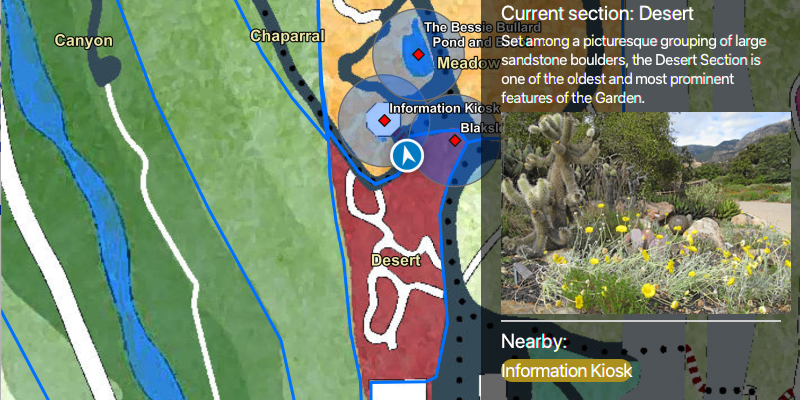 Canyon
Chaparral
The Bessie Bullard
Pond and
Meadow
Information Kiosk
Desert
Current section: Desert
Set among a picturesque grouping of large
sandstone boulders, the Desert Section is
one of the oldest and most prominent
features of the Garden.
Nearby:
Information Kiosk